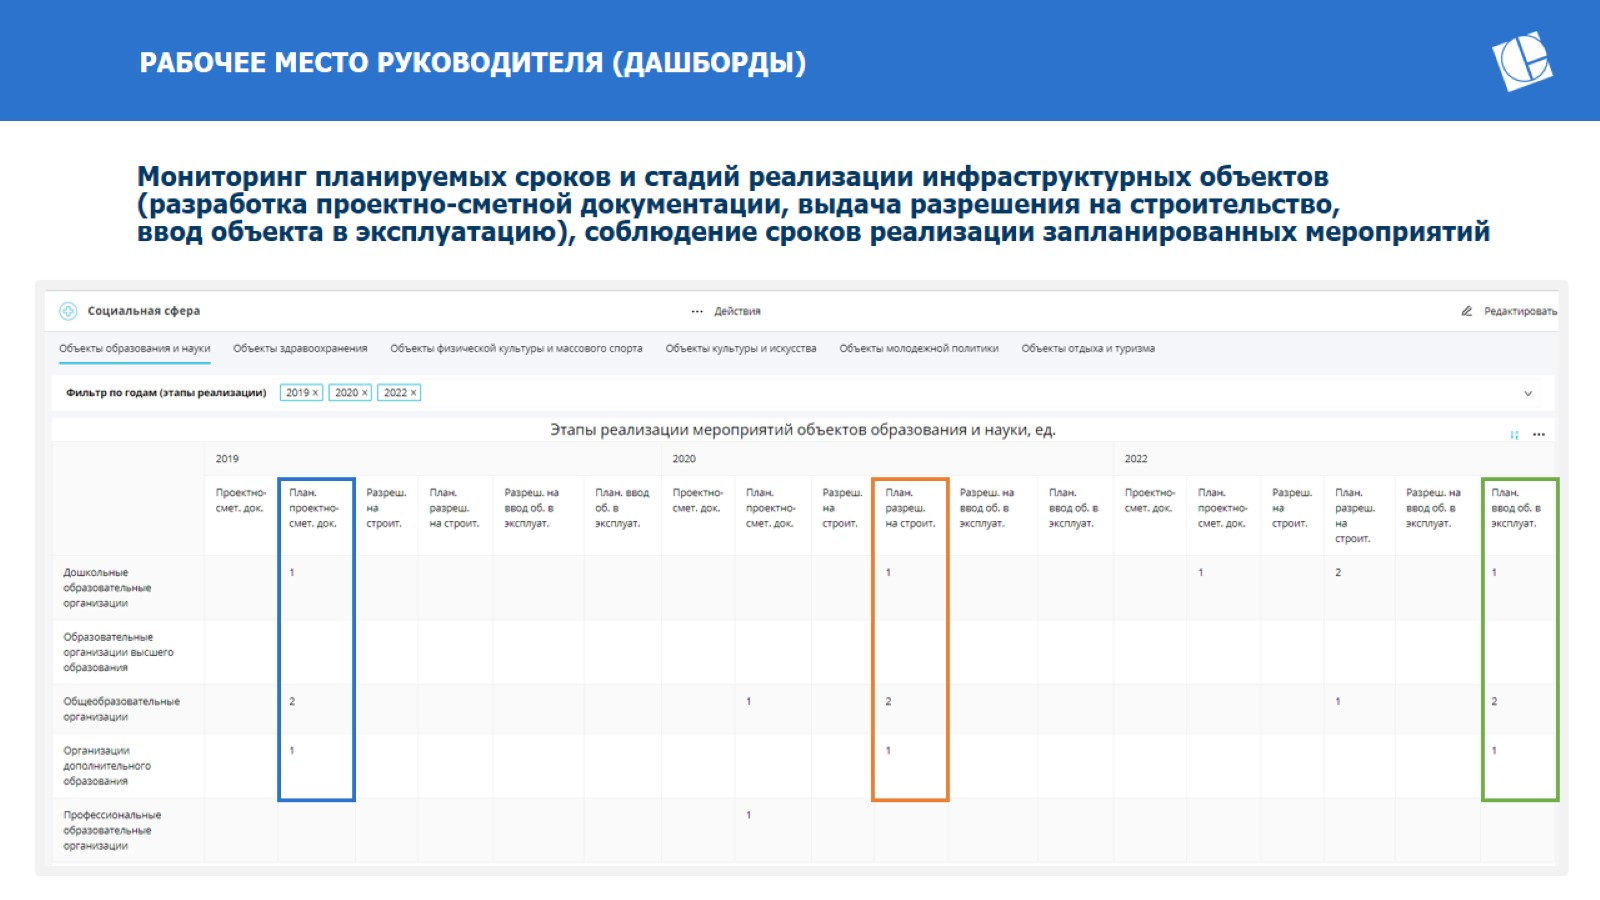 РАБОЧЕЕ МЕСТО РУКОВОДИТЕЛЯ (ДАШБОРДЫ)
Мониторинг планируемых сроков и стадий реализации инфраструктурных объектов
(разработка проектно-сметной документации, выдача разрешения на строительство,
ввод объекта в эксплуатацию), соблюдение сроков реализации запланированных мероприятий
Социальная сфера
••• Действия
Редактировать
Объекты образования и науки Объекты здравоохранения Объекты физической культуры и массового спорта Объекты культуры и искусства Объекты молодежной политики Объекты отдыха и туризма
Фильтр по годам (этапы реализации) 2019 × 2020 × 2022 ×
Этапы реализации мероприятий объектов образования и науки, ед.
2019 2020 2022
Проектно-
смет. док.
План.
проектно-
смет. док.
Разреш.
на
строит.
План.
разреш.
на строит.
Разреш. на
ввод об. в
эксплуат.
План. ввод
об. в
эксплуат.
Проектно-
смет. док.
План.
проектно-
смет. док.
Разреш.
на
строит.
План.
разреш.
на строит.
Разреш. на
ввод об. в
эксплуат.
План.
ввод об. в
эксплуат.
Проектно-
смет. док.
План.
проектно-
смет. док.
Разреш.
на
строит.
План.
разреш.
на
строит.
Разреш. на
ввод об. в
эксплуат.
План.
ввод об. в
эксплуат.
Дошкольные
образовательные
организации
1 1 1 2 1
Образовательные
организации высшего
образования
Общеобразовательные
организации
2 1 2 1 2
Организации
дополнительного
образования
1 1 1
Профессиональные
образовательные
организации
1